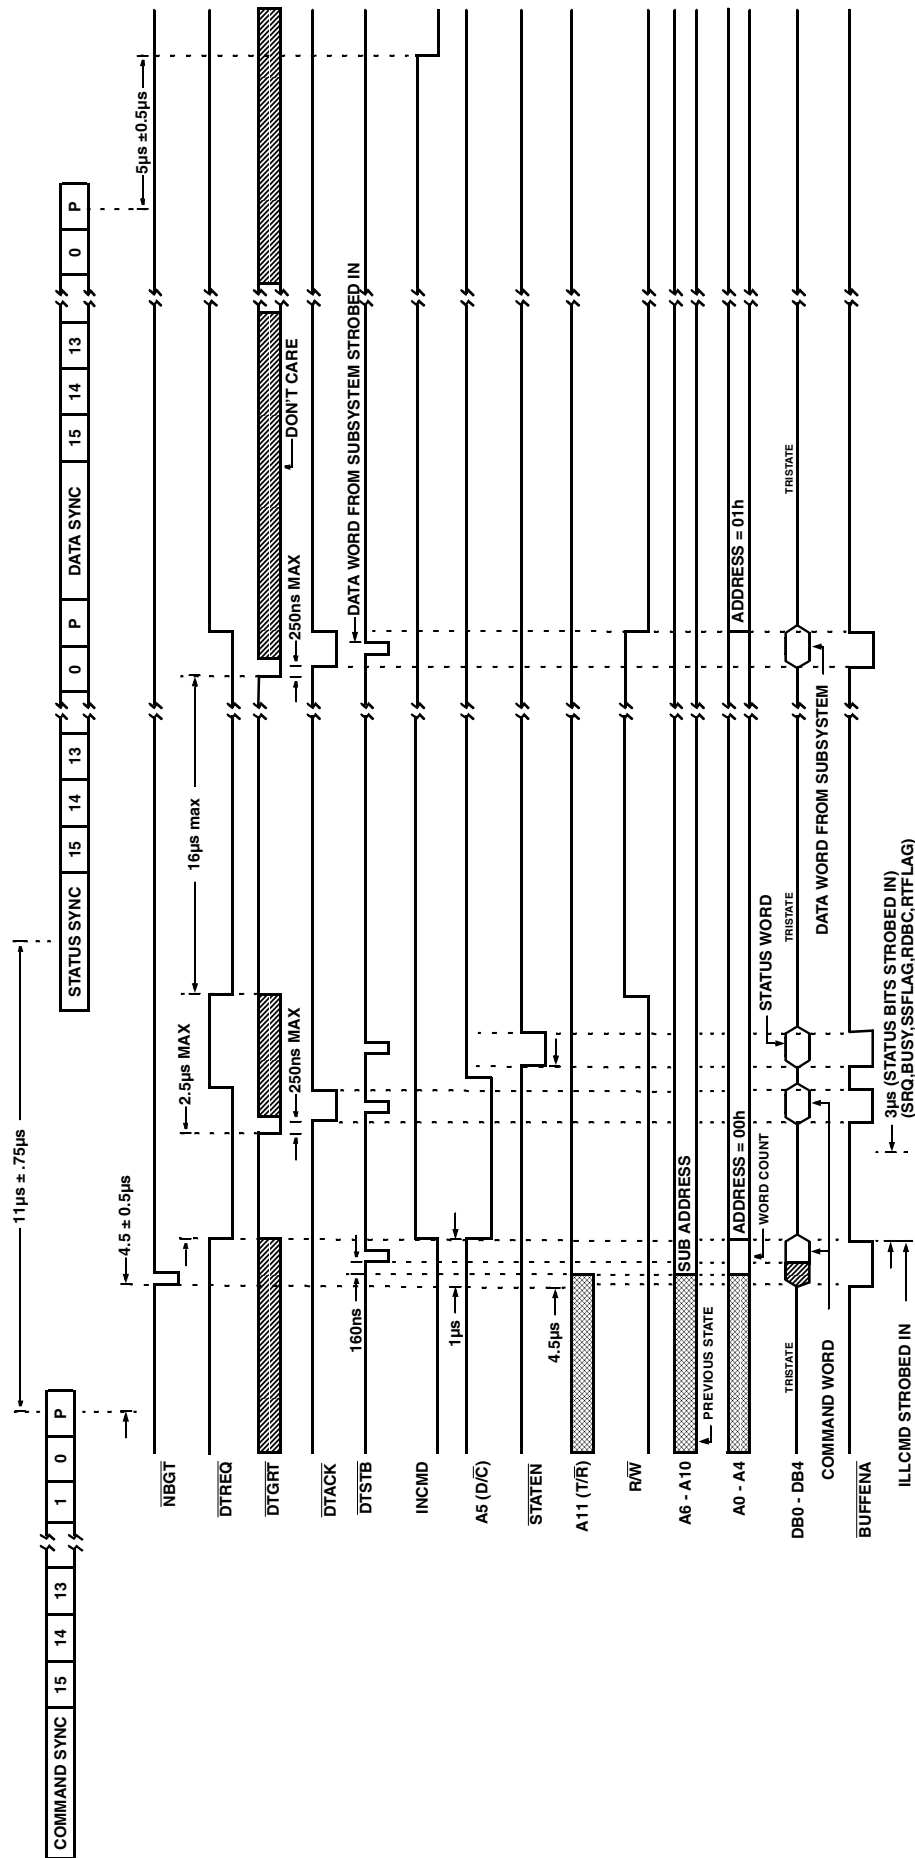 COMMAND SYNC 15 14 13 1 0 P
STATUS SYNC 15 14 13 0 P DATA SYNC 15 14 13 0 P
11µs ± .75µs
4.5 ± 0.5µs
2.5µs MAX
16µs max
5µs ±0.5µs
NBGT
DTREQ
DTGRT
250ns MAX
250ns MAX
DON'T CARE
DTACK
DTSTB
160ns
DATA WORD FROM SUBSYSTEM STROBED IN
INCMD
1µs
A5 (D/C)
STATEN
4.5µs
A11 (T/R)
R/W
A6 - A10
SUB ADDRESS
PREVIOUS STATE
A0 - A4
ADDRESS = 00h
ADDRESS = 01h
WORD COUNT
STATUS WORD
DB0 - DB4
TRISTATE
TRISTATE
TRISTATE
COMMAND WORD
DATA WORD FROM SUBSYSTEM
BUFFENA
3µs (STATUS BITS STROBED IN)
(SRQ,BUSY,SSFLAG,RDBC,RTFLAG)
ILLCMD STROBED IN